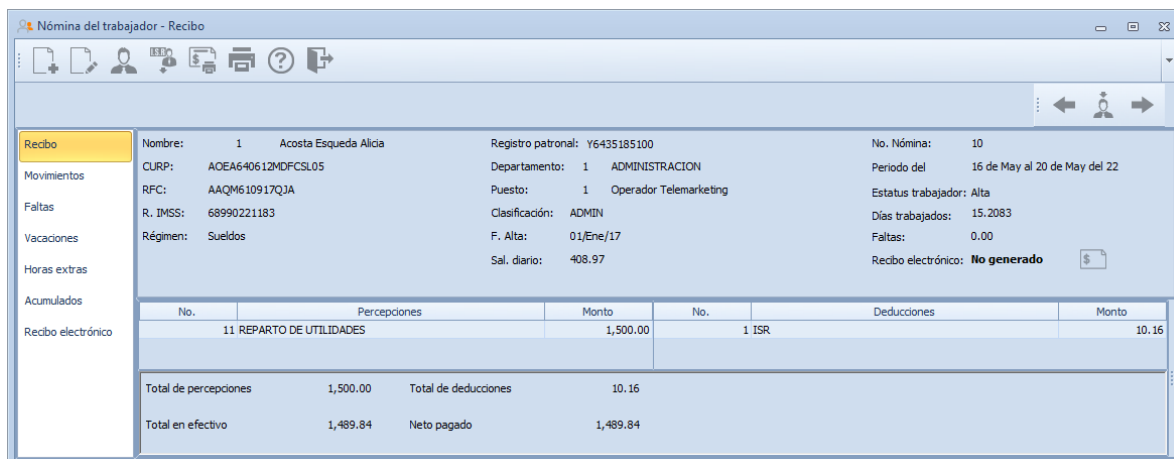 Nómina del trabajador - Recibo
Recibo
Movimientos
Faltas
Vacaciones
Horas extras
Acumulados
Recibo electrónico
Nombre: 1 Acosta Esqueda Alicia Registro patronal: Y6435185100 No. Nómina: 10
CURP: AOEA640612MDFCSL05 Departamento: 1 ADMINISTRACION Periodo del 16 de May al 20 de May del 22
RFC: AAQM610917QJA Puesto: 1 Operador Telemarketing Estatus trabajador: Alta
R. IMSS: 68990221183 Clasificación: ADMIN Días trabajados: 15.2083
Régimen: Sueldos F. Alta: 01/Ene/17 Faltas: 0.00
Sal. diario: 408.97 Recibo electrónico: No generado
No. Percepciones Monto No. Deducciones Monto
11 REPARTO DE UTILIDADES 1,500.00 1 ISR 10.16
Total de percepciones 1,500.00 Total de deducciones 10.16
Total en efectivo 1,489.84 Neto pagado 1,489.84